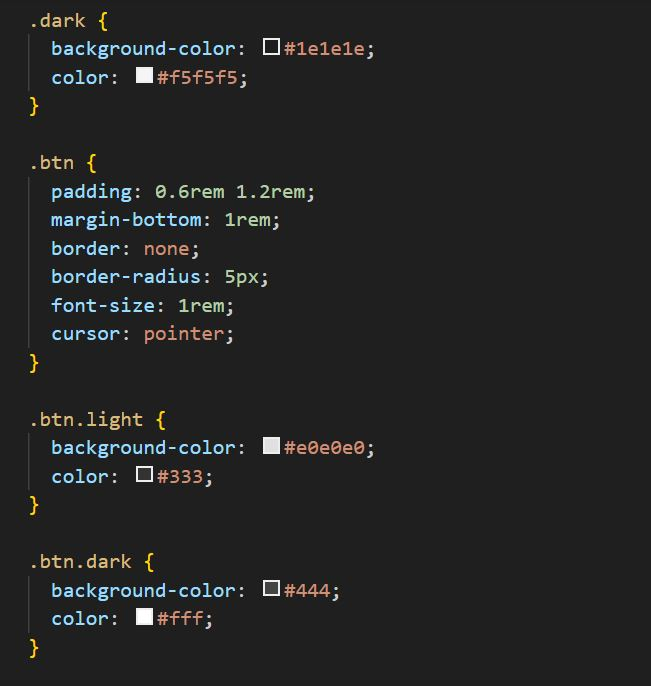 .dark {
  background-color: #1e1e1e;
  color: #f5f5f5;
}

.btn {
  padding: 0.6rem 1.2rem;
  margin-bottom: 1rem;
  border: none;
  border-radius: 5px;
  font-size: 1rem;
  cursor: pointer;
}

.btn.light {
  background-color: #e0e0e0;
  color: #333;
}

.btn.dark {
  background-color: #444;
  color: #fff;
}